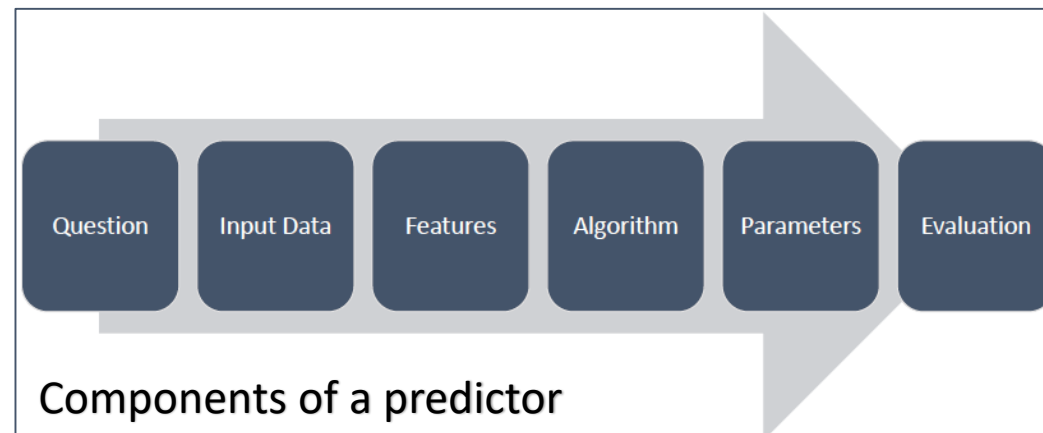 Question
Input Data
Features
Algorithm
Parameters
Evaluation
Components of a predictor